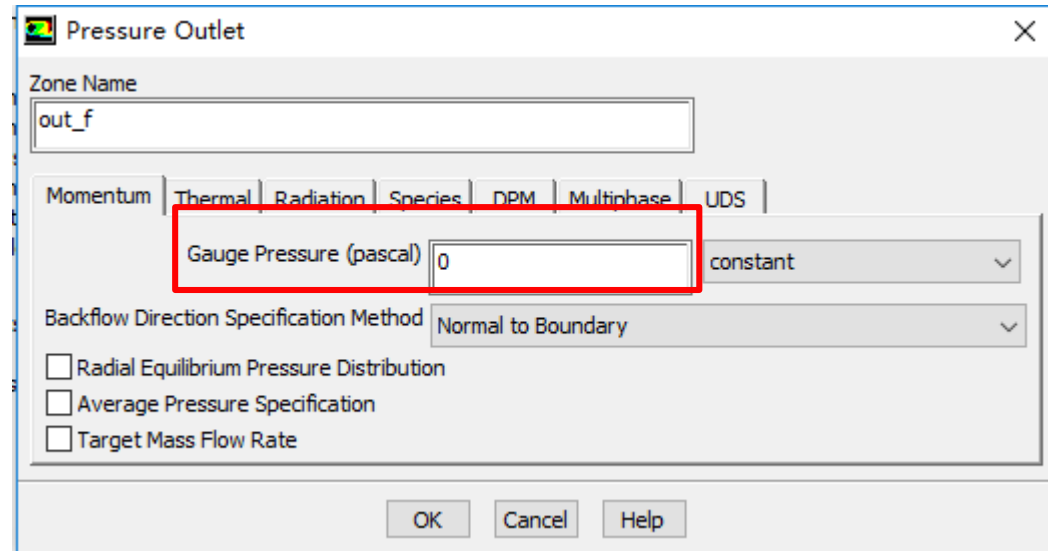 Pressure Outlet
Zone Name
out_f
Momentum Thermal Radiation Species DPM Multiphase UDS
Gauge Pressure (pascal) 0 constant
Backflow Direction Specification Method Normal to Boundary
Radial Equilibrium Pressure Distribution
Average Pressure Specification
Target Mass Flow Rate
OK Cancel Help